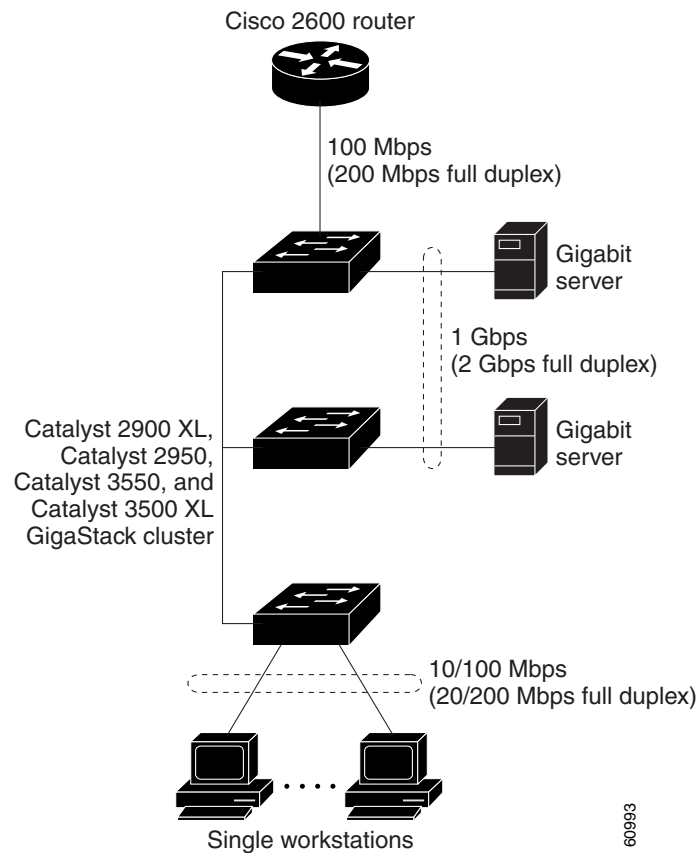 Cisco 2600 router
100 Mbps
(200 Mbps full duplex)
Gigabit
server
1 Gbps
(2 Gbps full duplex)
Catalyst 2900 XL,
Catalyst 2950,
Catalyst 3550, and
Catalyst 3500 XL
GigaStack cluster
Gigabit
server
10/100 Mbps
(20/200 Mbps full duplex)
Single workstations
60993